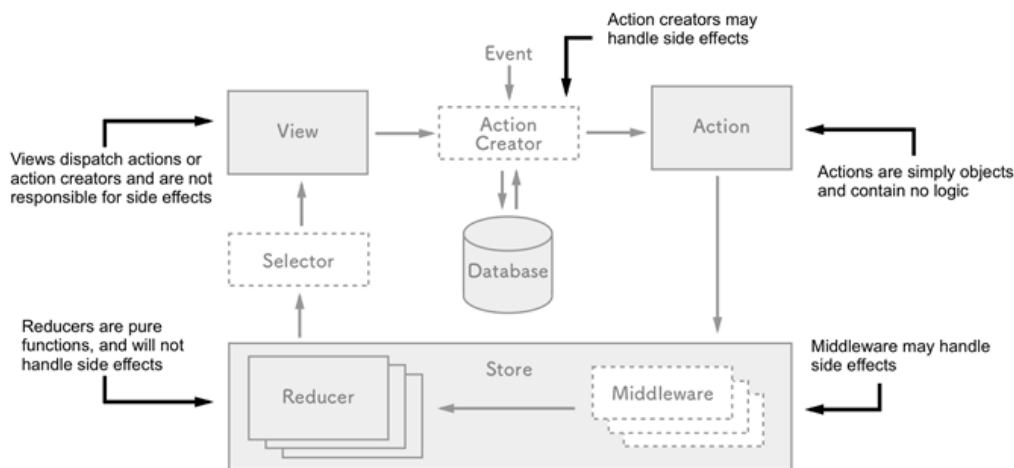 Action creators may
handle side effects
Event
View
Action
Creator
Action
Views dispatch actions or
action creators and are not
responsible for side effects
Actions are simply objects
and contain no logic
Selector
Database
Reducers are pure
functions, and will not
handle side effects
Middleware may handle
side effects
Store
Reducer
Middleware